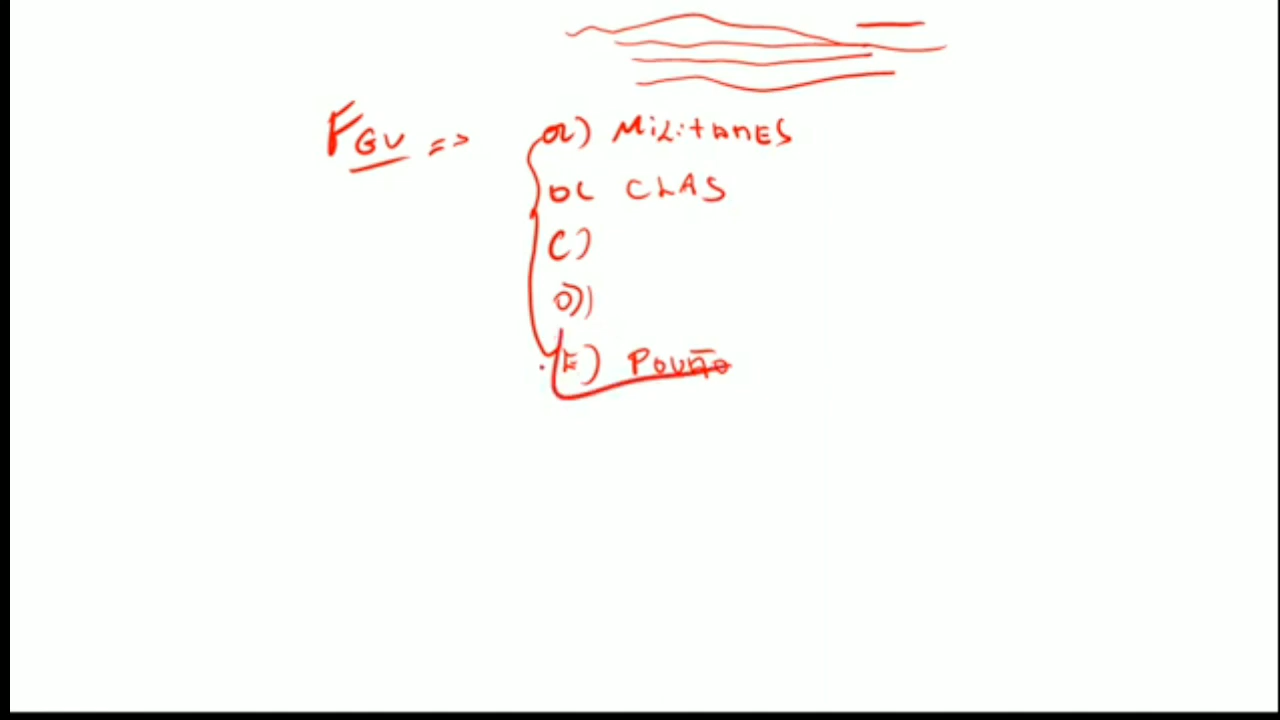 FGV =>
a) MiLiTARES
b( CLAS
C)
D))
E) POVÃO